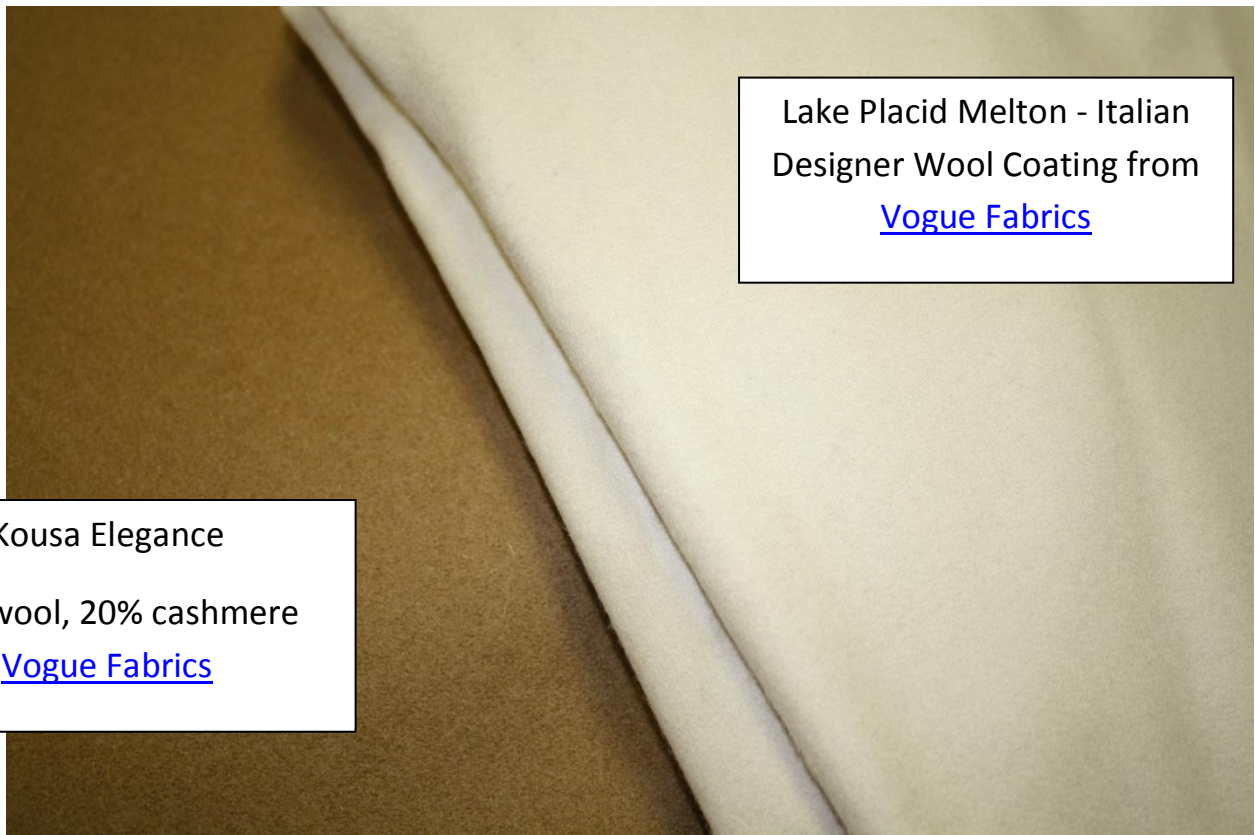 Lake Placid Melton - Italian
Designer Wool Coating from
Vogue Fabrics
Kousa Elegance
wool, 20% cashmere
Vogue Fabrics